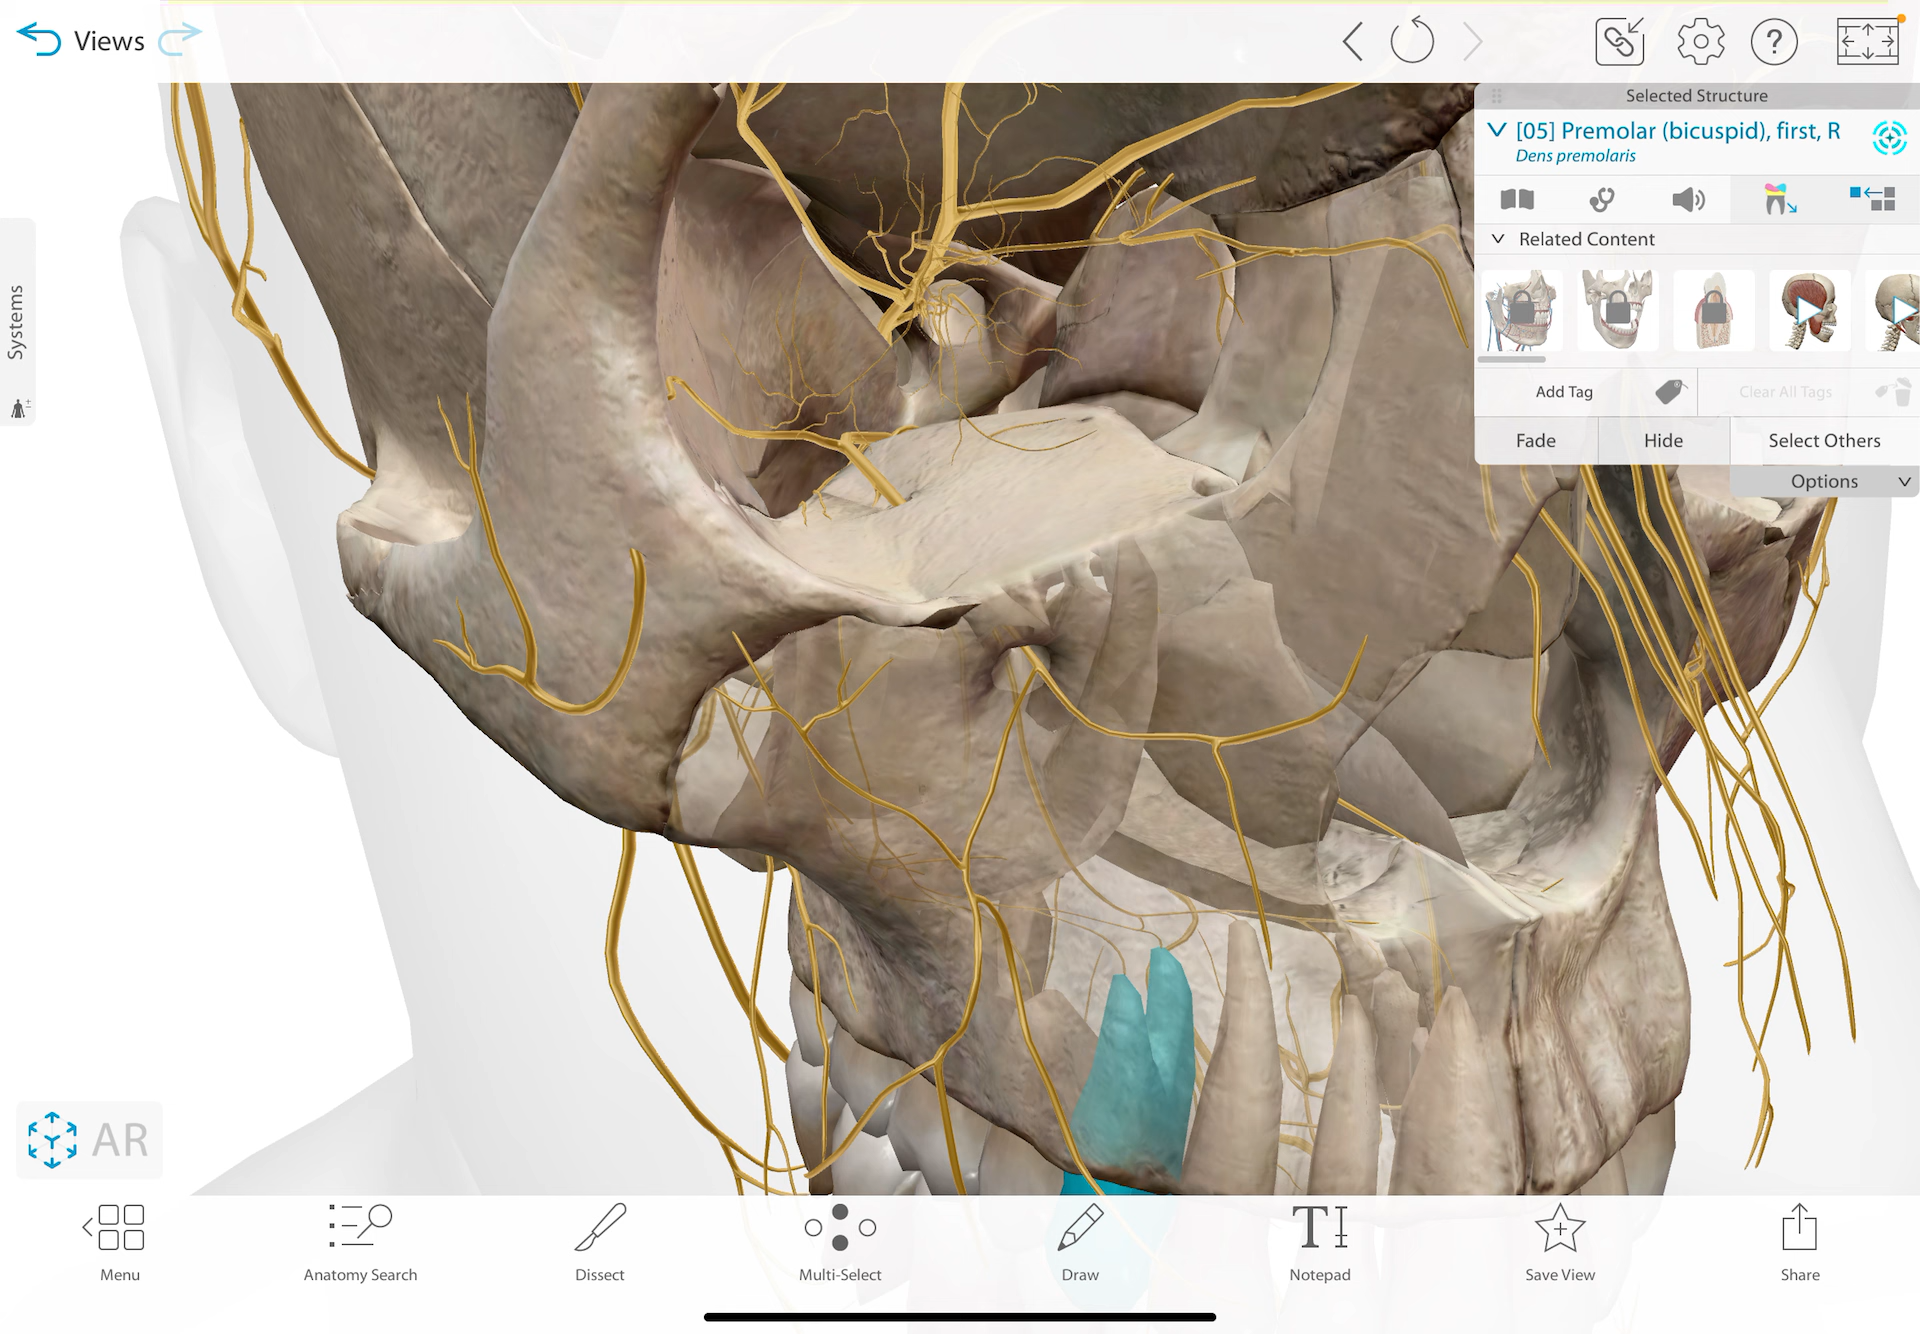 Views
Selected Structure
[05] Premolar (bicuspid), first, R
Dens premolaris
Related Content
Add Tag
Clear All Tags
Fade
Hide
Select Others
Options
Systems
AR
Menu
Anatomy Search
Dissect
Multi-Select
Draw
Notepad
Save View
Share